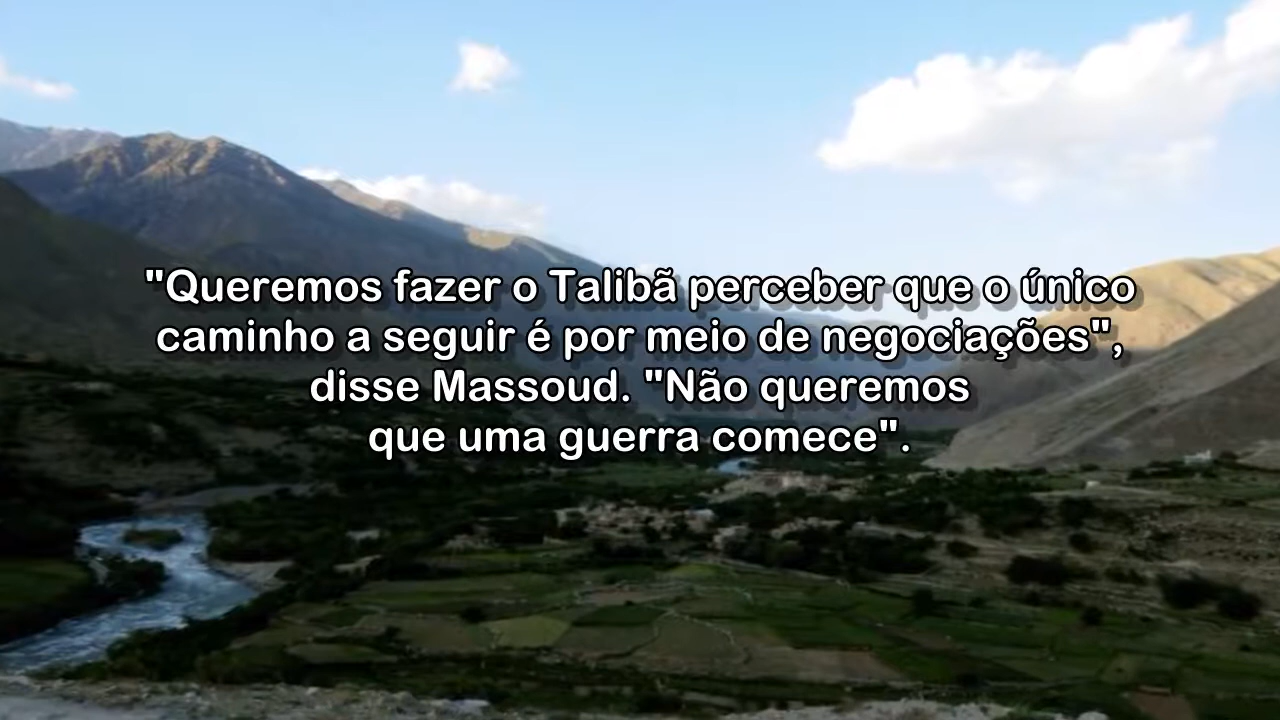 "Queremos fazer o Talibã perceber que o único
caminho a seguir é por meio de negociações",
disse Massoud. "Não queremos
que uma guerra comece".